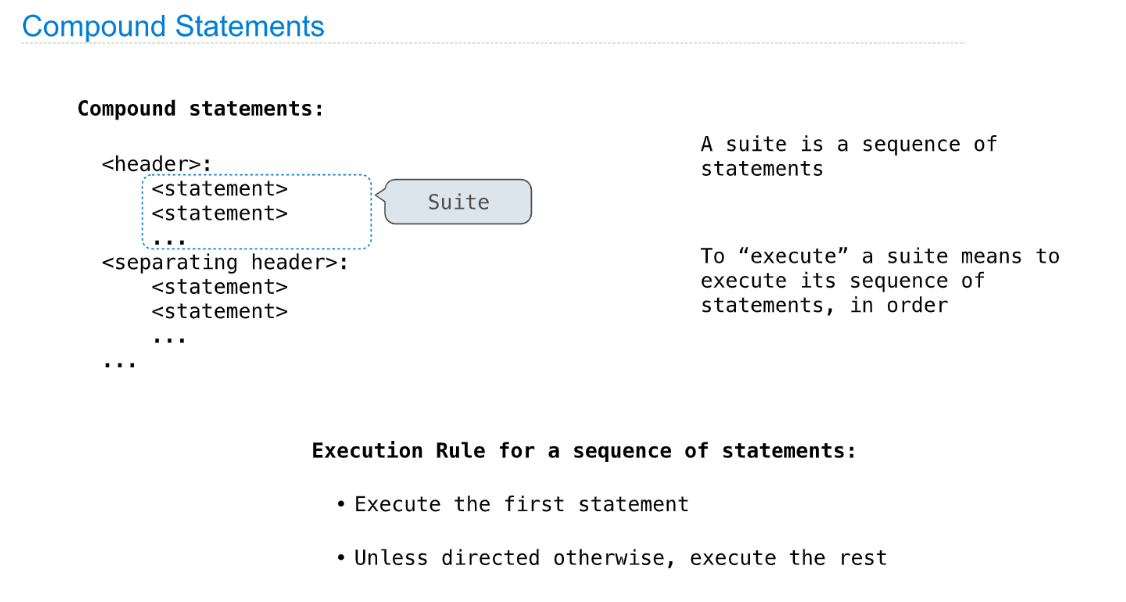 Compound Statements
Compound statements:
<header>:
<statement>
<statement>
...
<separating header>:
<statement>
<statement>
...
...
Suite
A suite is a sequence of
statements
To “execute” a suite means to
execute its sequence of
statements, in order
Execution Rule for a sequence of statements:
• Execute the first statement
• Unless directed otherwise, execute the rest